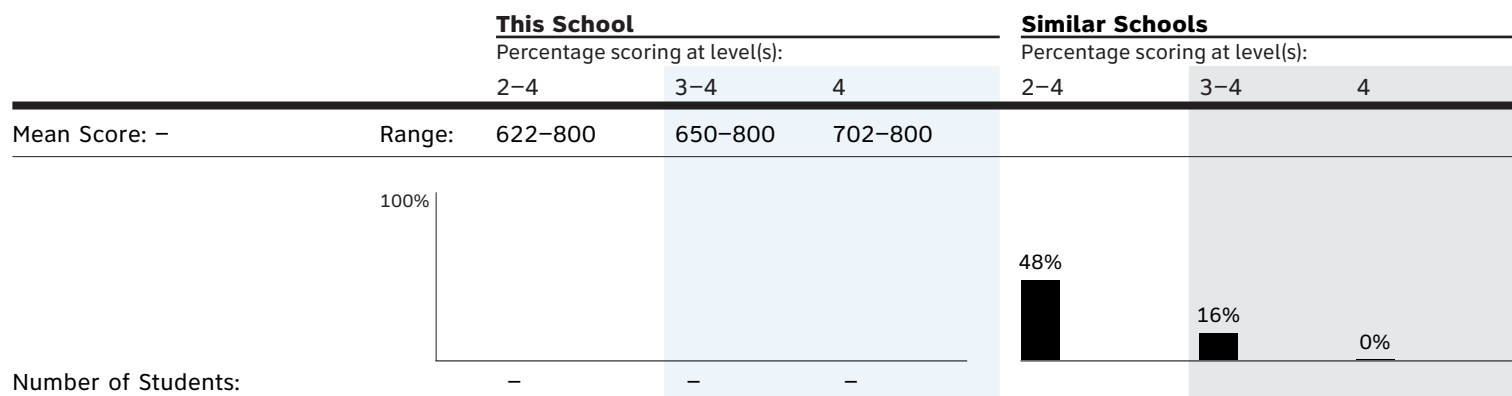 This School Similar Schools
Percentage scoring at level(s): Percentage scoring at level(s):
2–4 3–4 4 2–4 3–4 4
Mean Score: – Range: 622–800 650–800 702–800
100%
48%
16%
0%
Number of Students: – – –